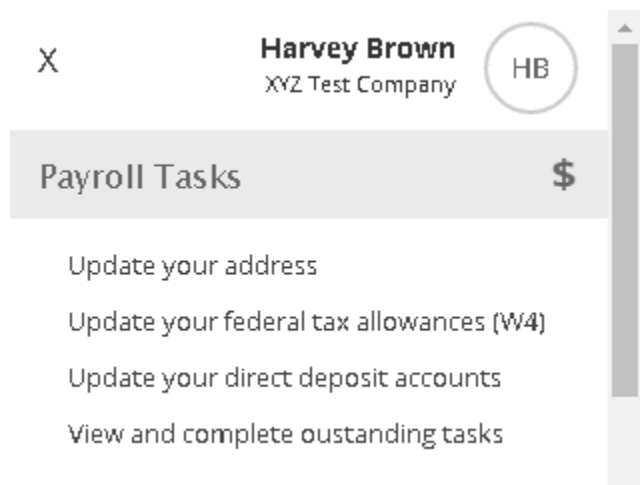 X
Harvey Brown
XYZ Test Company
HB
Payroll Tasks
$
Update your address
Update your federal tax allowances (W4)
Update your direct deposit accounts
View and complete oustanding tasks